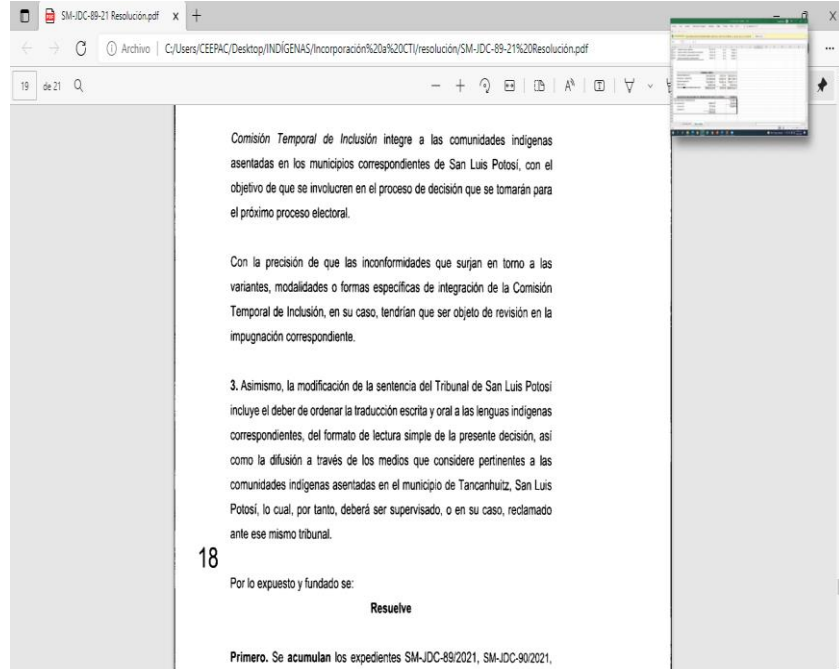 SM-JDC-89-21 Resolución.pdf
Archivo | C:/Users/CEEPAC/Desktop/INDÍGENAS/Incorporación%20a%20CTI/resolución/SM-JDC-89-21%20Resolución.pdf
19 de 21
Comisión Temporal de Inclusión integre a las comunidades indígenas
asentadas en los municipios correspondientes de San Luis Potosí, con el
objetivo de que se involucren en el proceso de decisión que se tomarán para
el próximo proceso electoral.
Con la precisión de que las inconformidades que surjan en torno a las
variantes, modalidades o formas específicas de integración de la Comisión
Temporal de Inclusión, en su caso, tendrían que ser objeto de revisión en la
impugnación correspondiente.
3. Asimismo, la modificación de la sentencia del Tribunal de San Luis Potosí
incluye el deber de ordenar la traducción escrita y oral a las lenguas indígenas
correspondientes, del formato de lectura simple de la presente decisión, así
como la difusión a través de los medios que considere pertinentes a las
comunidades indígenas asentadas en el municipio de Tancanhuitz, San Luis
Potosí, lo cual, por tanto, deberá ser supervisado, o en su caso, reclamado
ante ese mismo tribunal.
18
Por lo expuesto y fundado se:
Resuelve
Primero. Se acumulan los expedientes SM-JDC-89/2021, SM-JDC-90/2021,